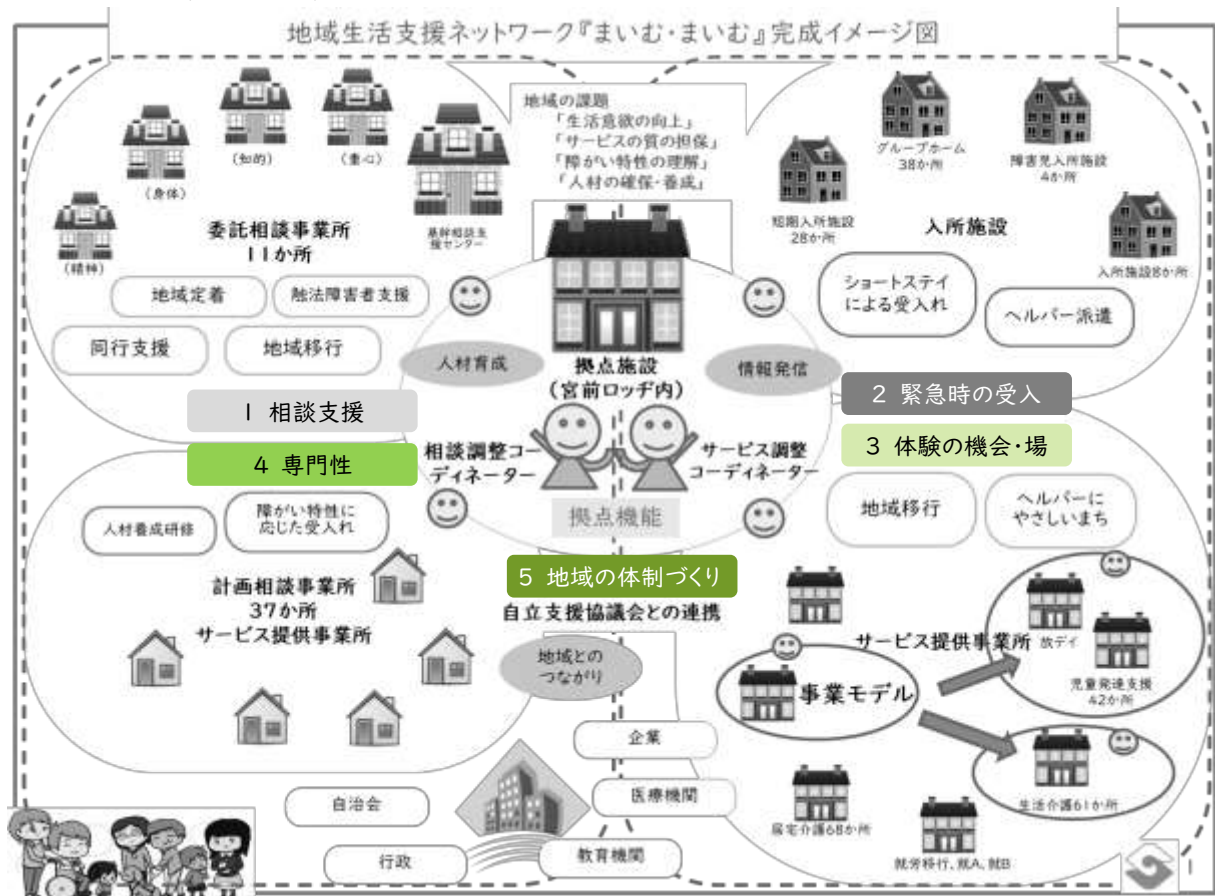 地域生活支援ネットワーク『まいむ・まいむ』完成イメージ図
地域の課題
「生活意欲の向上」
「サービスの質の担保」
「障がい特性の理解」
「人材の確保・養成」
(精神)
(身体)
(知的)
(重心)
基幹相談支
援センター
委託相談事業所
11か所
地域定着
触法障害者支援
同行支援
地域移行
短期入所施設
28か所
グループホーム
38か所
障害児入所施設
4か所
入所施設8か所
入所施設
ショートステイ
による受入れ
ヘルパー派遣
人材育成
拠点施設
(宮前ロッヂ内)
情報発信
1 相談支援
2 緊急時の受入
4 専門性
3 体験の機会・場
相談調整コー
ディネーター
サービス調整
コーディネーター
拠点機能
人材養成研修
障がい特性に
応じた受入れ
地域移行
ヘルパーに
やさしいまち
計画相談事業所
37か所
サービス提供事業所
5 地域の体制づくり
自立支援協議会との連携
地域との
つながり
サービス提供事業所
放デイ
児童発達支援
42か所
事業モデル
生活介護61か所
居宅介護68か所
就労移行、就A、就B
企業
医療機関
教育機関
自治会
行政